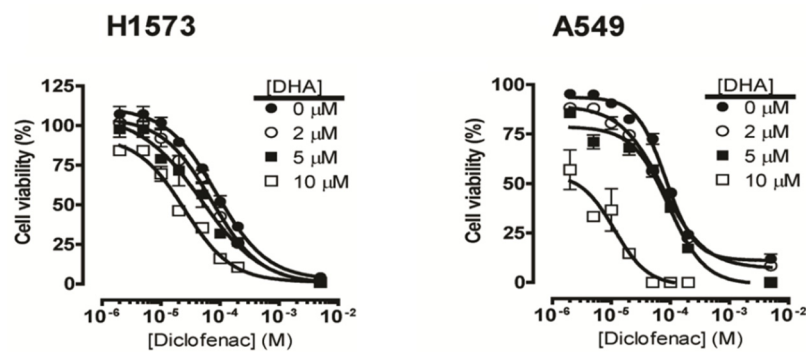 H1573
A549
[DHA]
0 µM
2 µM
5 µM
10 µM
Cell viability (%)
125
100
75
50
25
0
10⁻⁶
10⁻⁵
10⁻⁴
10⁻³
10⁻²
[Diclofenac] (M)
[DHA]
0 µM
2 µM
5 µM
10 µM
Cell viability (%)
100
75
50
25
0
10⁻⁶
10⁻⁵
10⁻⁴
10⁻³
10⁻²
[Diclofenac] (M)